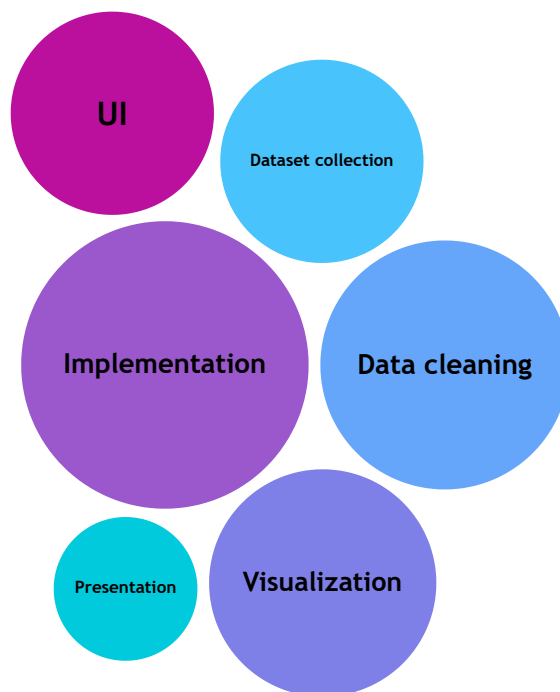 UI
Dataset collection
Implementation
Data cleaning
Presentation
Visualization